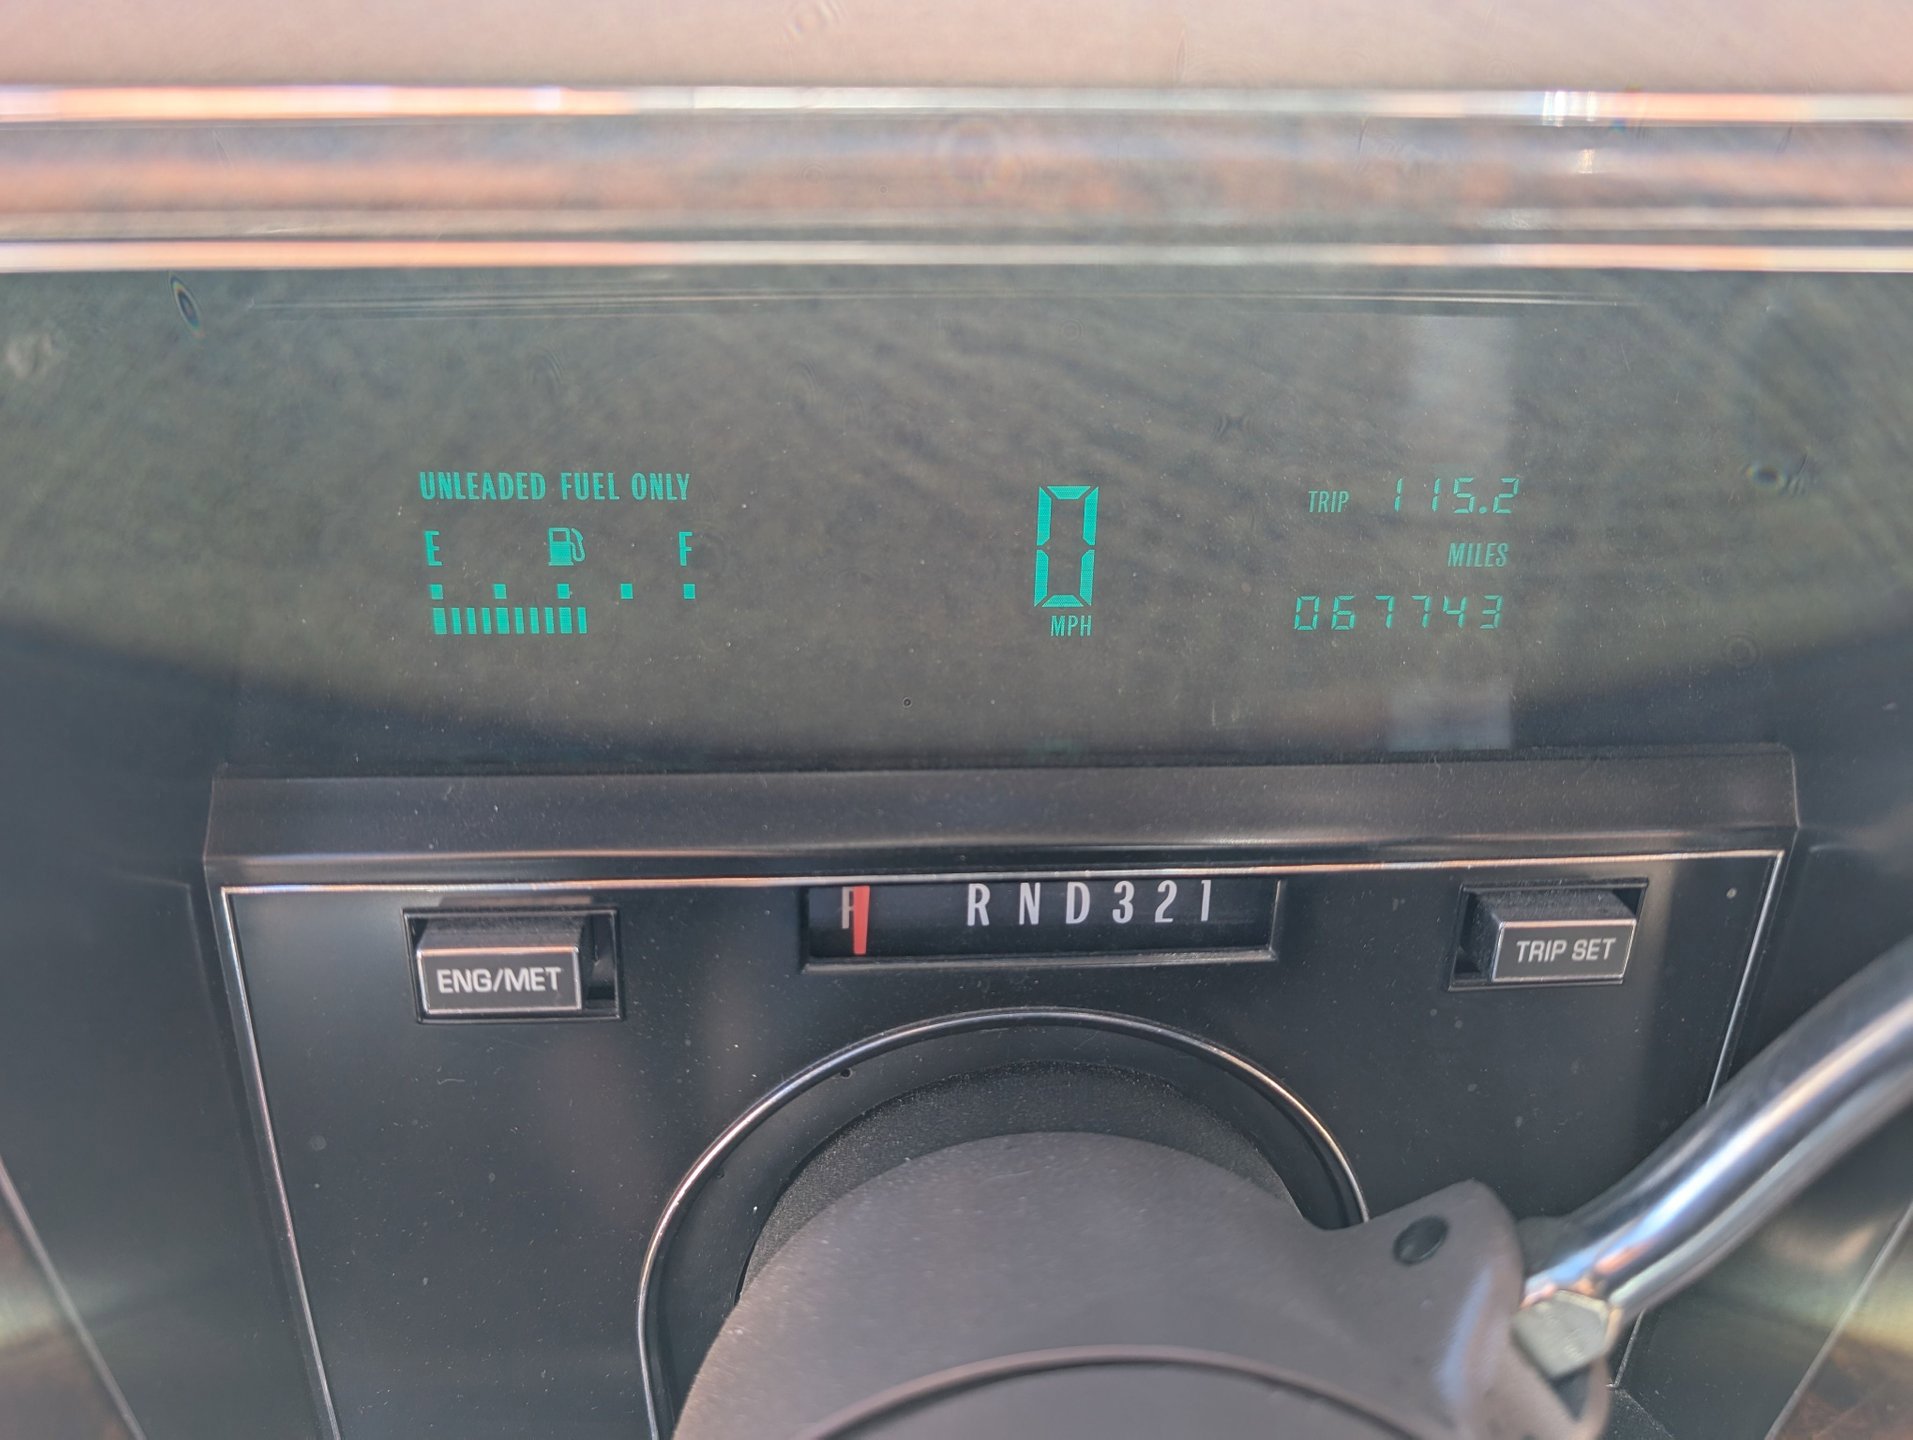 UNLEADED FUEL ONLY
E F
0
MPH
TRIP 115.2
MILES
067743
P RND321
ENG/MET
TRIP SET